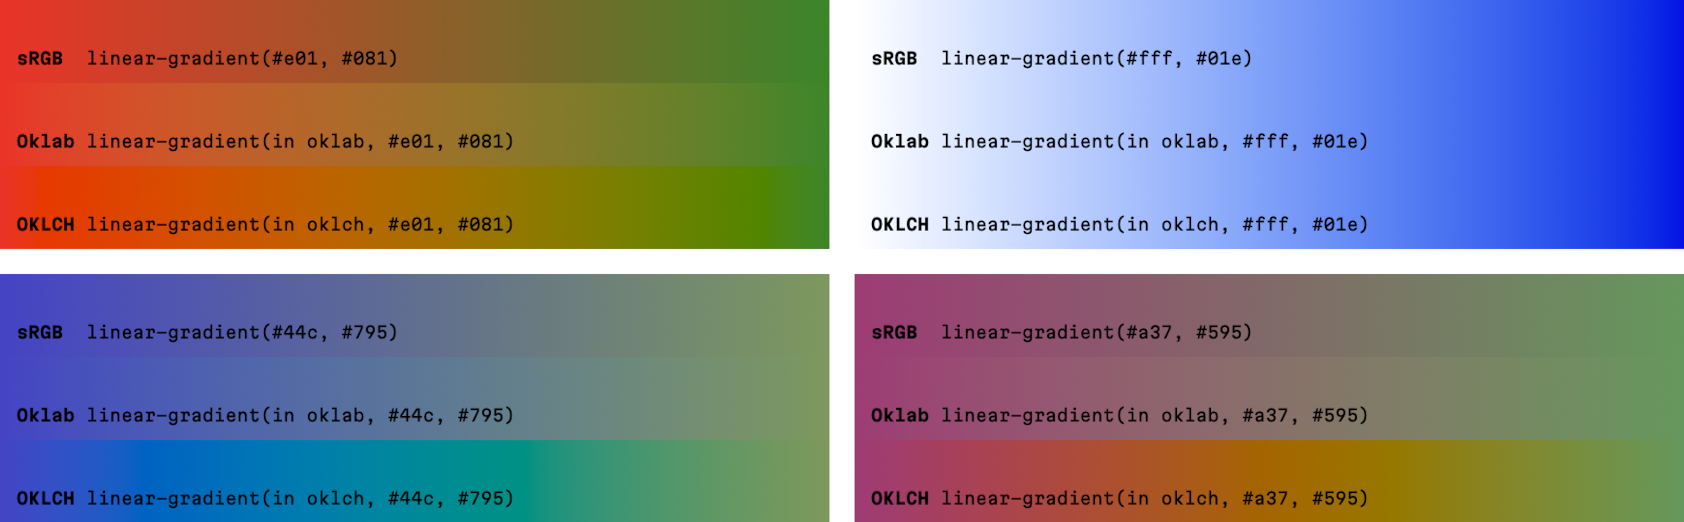 sRGB linear-gradient(#e01, #081)
Oklab linear-gradient(in oklab, #e01, #081)
OKLCH linear-gradient(in oklch, #e01, #081)
sRGB linear-gradient(#fff, #01e)
Oklab linear-gradient(in oklab, #fff, #01e)
OKLCH linear-gradient(in oklch, #fff, #01e)
sRGB linear-gradient(#44c, #795)
Oklab linear-gradient(in oklab, #44c, #795)
OKLCH linear-gradient(in oklch, #44c, #795)
sRGB linear-gradient(#a37, #595)
Oklab linear-gradient(in oklab, #a37, #595)
OKLCH linear-gradient(in oklch, #a37, #595)